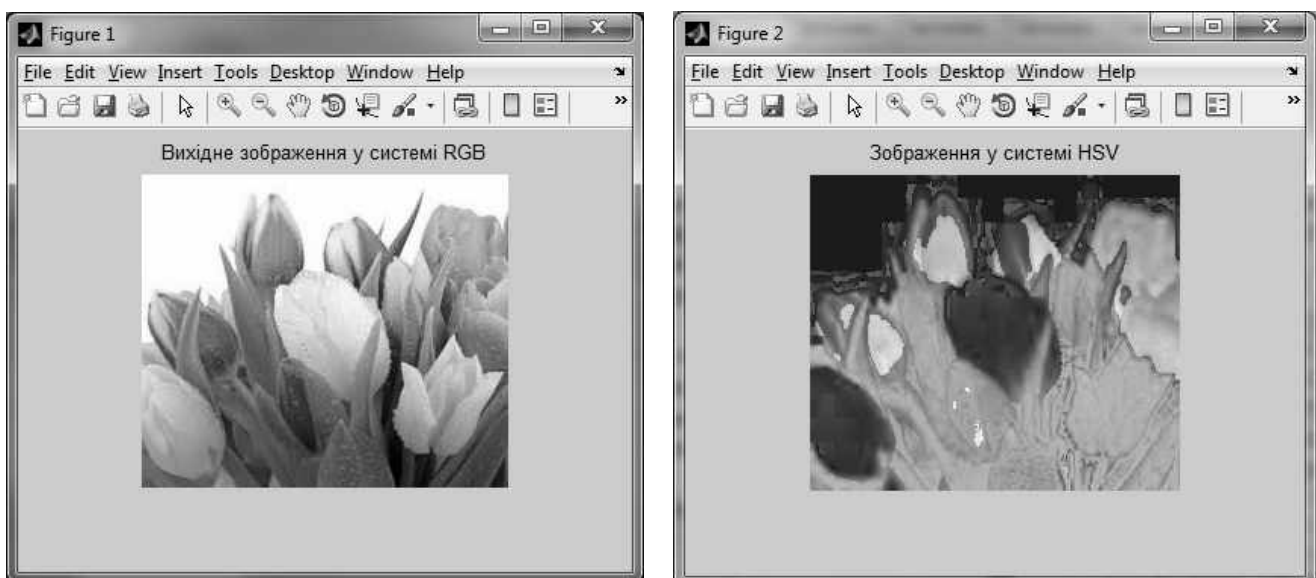 Figure 1
File Edit View Insert Tools Desktop Window Help
Вихідне зображення у системі RGB
Figure 2
File Edit View Insert Tools Desktop Window Help
Зображення у системі HSV